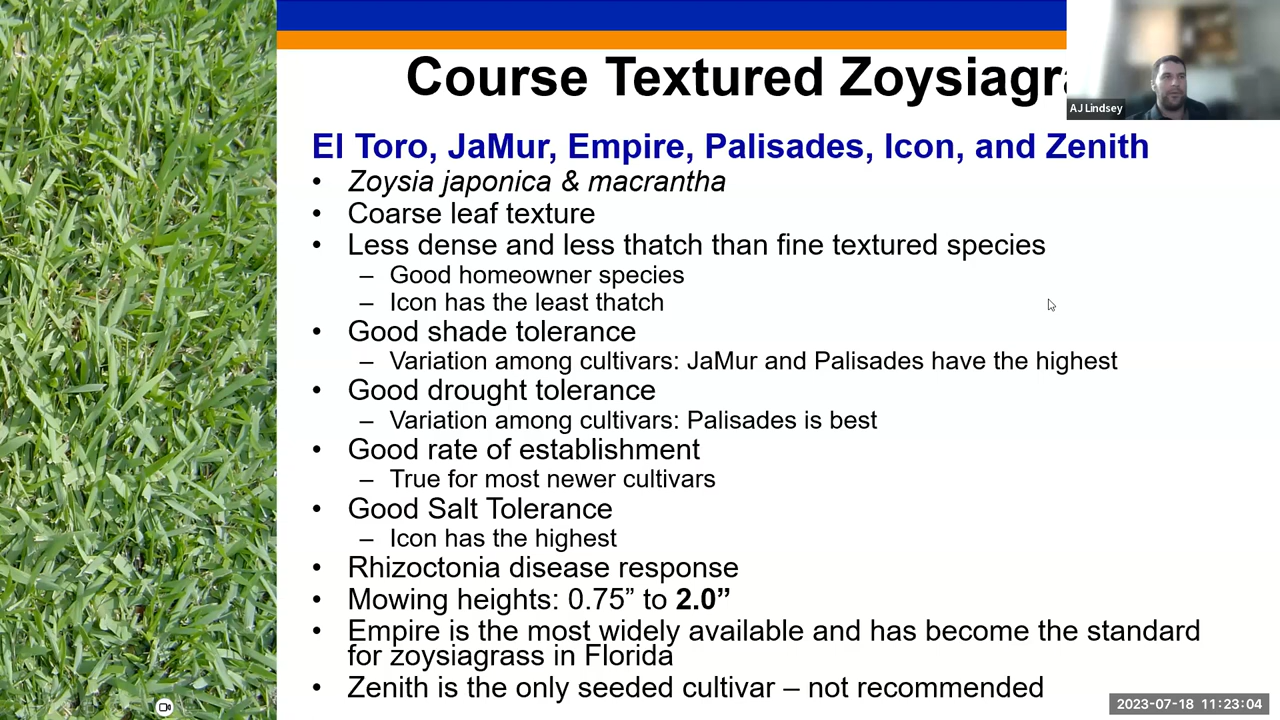 Course Textured Zoysiagra
AJ Lindsey
El Toro, JaMur, Empire, Palisades, Icon, and Zenith
• Zoysia japonica & macrantha
• Coarse leaf texture
• Less dense and less thatch than fine textured species
– Good homeowner species
– Icon has the least thatch
• Good shade tolerance
– Variation among cultivars: JaMur and Palisades have the highest
• Good drought tolerance
– Variation among cultivars: Palisades is best
• Good rate of establishment
– True for most newer cultivars
• Good Salt Tolerance
– Icon has the highest
• Rhizoctonia disease response
• Mowing heights: 0.75” to 2.0”
• Empire is the most widely available and has become the standard
for zoysiagrass in Florida
• Zenith is the only seeded cultivar – not recommended
2023-07-18 11:23:04